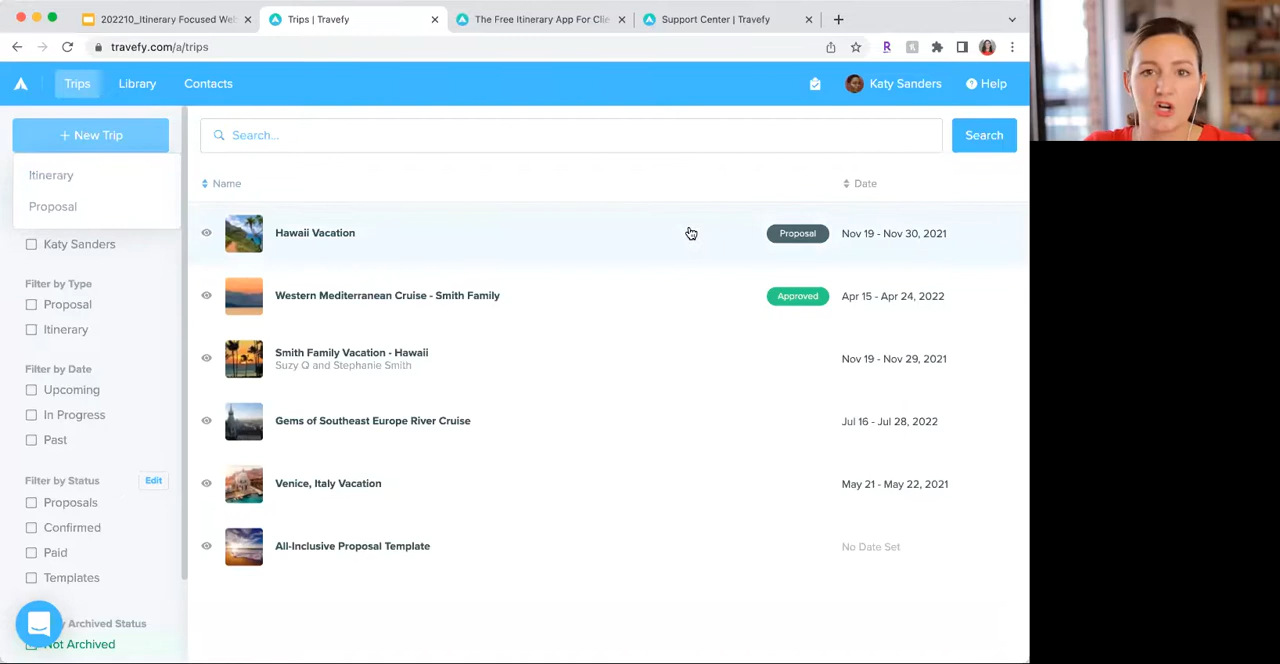 202210_Itinerary Focused Web
Trips | Travefy
The Free Itinerary App For Clie
Support Center | Travefy
travefy.com/a/trips
R
Trips
Library
Contacts
Katy Sanders
Help
+ New Trip
Search...
Search
Itinerary
Proposal
Katy Sanders
Filter by Type
Proposal
Itinerary
Filter by Date
Upcoming
In Progress
Past
Filter by Status
Edit
Proposals
Confirmed
Paid
Templates
Archived Status
Not Archived
Name
Date
Hawaii Vacation
Proposal
Nov 19 - Nov 30, 2021
Western Mediterranean Cruise - Smith Family
Approved
Apr 15 - Apr 24, 2022
Smith Family Vacation - Hawaii
Suzy Q and Stephanie Smith
Nov 19 - Nov 29, 2021
Gems of Southeast Europe River Cruise
Jul 16 - Jul 28, 2022
Venice, Italy Vacation
May 21 - May 22, 2021
All-Inclusive Proposal Template
No Date Set